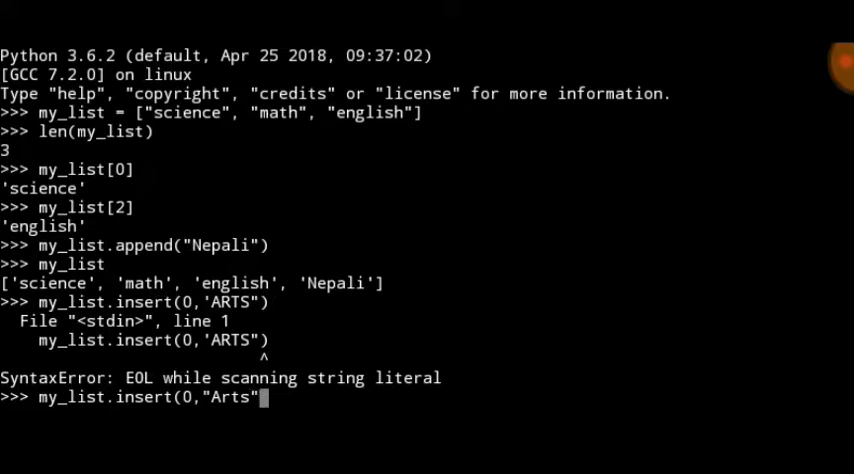 Python 3.6.2 (default, Apr 25 2018, 09:37:02)
[GCC 7.2.0] on linux
Type "help", "copyright", "credits" or "license" for more information.
>>> my_list = ["science", "math", "english"]
>>> len(my_list)
3
>>> my_list[0]
'science'
>>> my_list[2]
'english'
>>> my_list.append("Nepali")
>>> my_list
['science', 'math', 'english', 'Nepali']
>>> my_list.insert(0,'ARTS")
  File "<stdin>", line 1
    my_list.insert(0,'ARTS")
                           ^
SyntaxError: EOL while scanning string literal
>>> my_list.insert(0,"Arts"